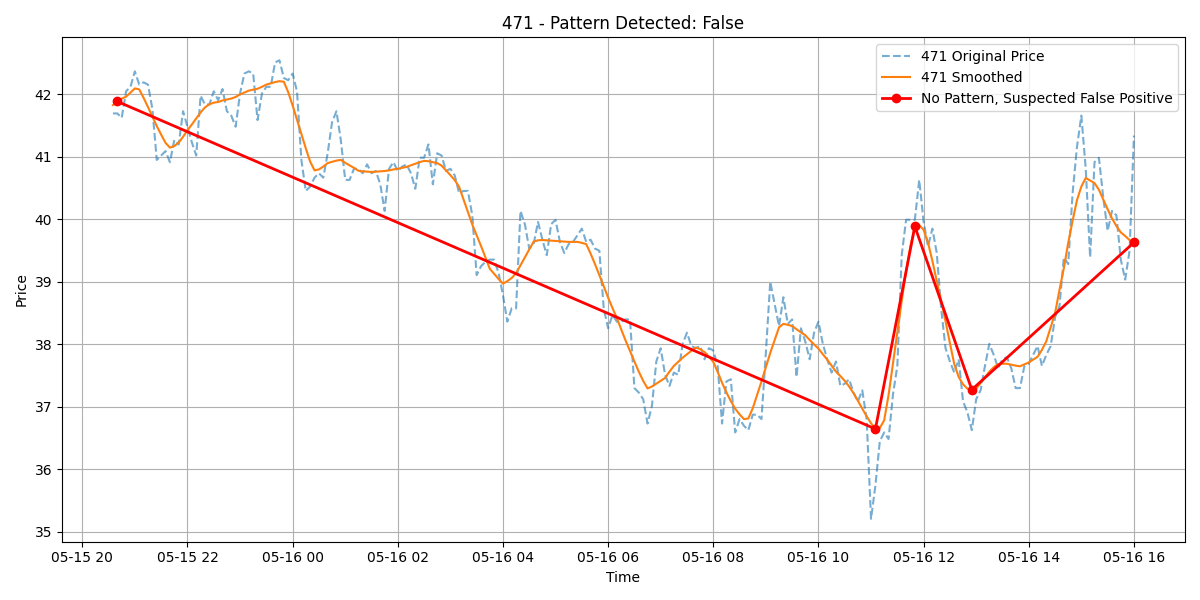 471 - Pattern Detected: False
471 Original Price
471 Smoothed
No Pattern, Suspected False Positive
Price
42
41
40
39
38
37
36
35
05-15 20 05-15 22 05-16 00 05-16 02 05-16 04 05-16 06 05-16 08 05-16 10 05-16 12 05-16 14 05-16 16
Time